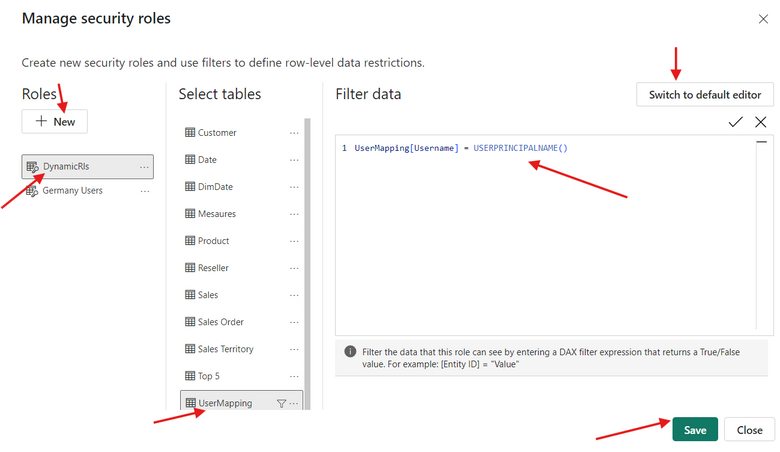 Manage security roles
Create new security roles and use filters to define row-level data restrictions.
Roles
Select tables
Filter data
Switch to default editor
New
DynamicRls
Germany Users
Customer
Date
DimDate
Mesaures
Product
Reseller
Sales
Sales Order
Sales Territory
Top 5
UserMapping
1 UserMapping[Username] = USERPRINCIPALNAME()
Filter the data that this role can see by entering a DAX filter expression that returns a True/False
value. For example: [Entity ID] = "Value"
Save
Close